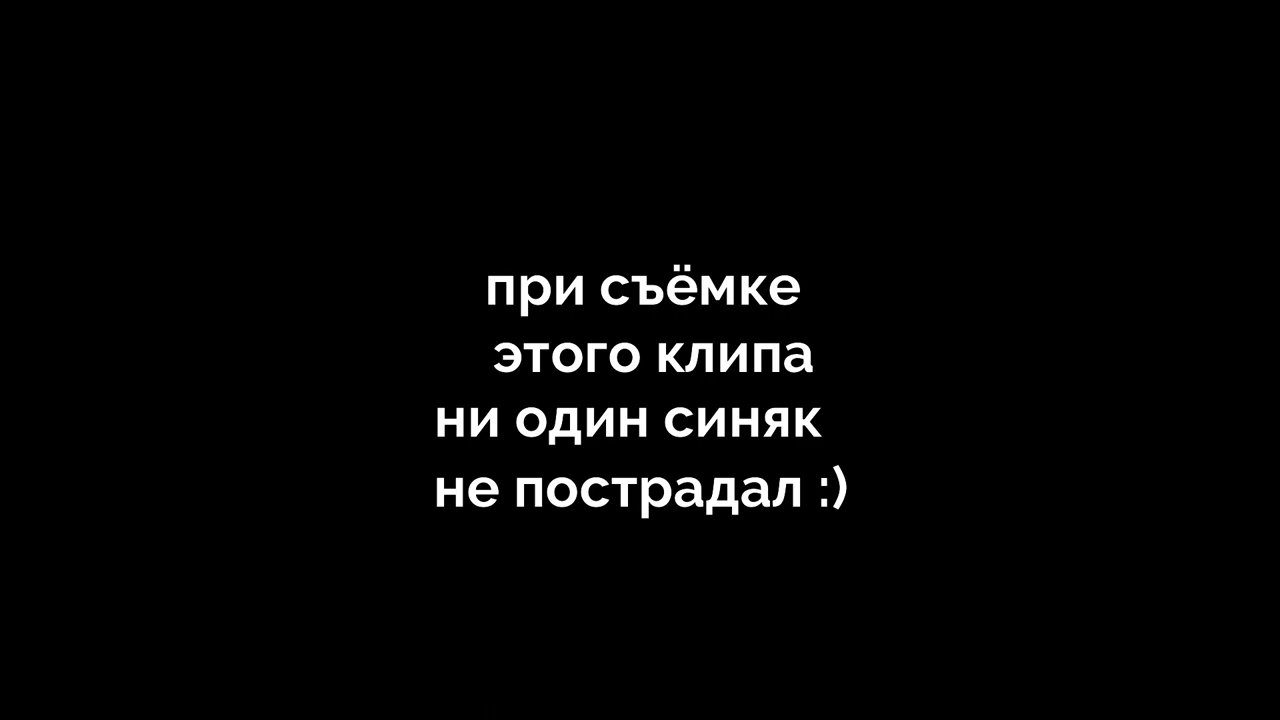 при съёмке
этого клипа
ни один синяк
не пострадал :)